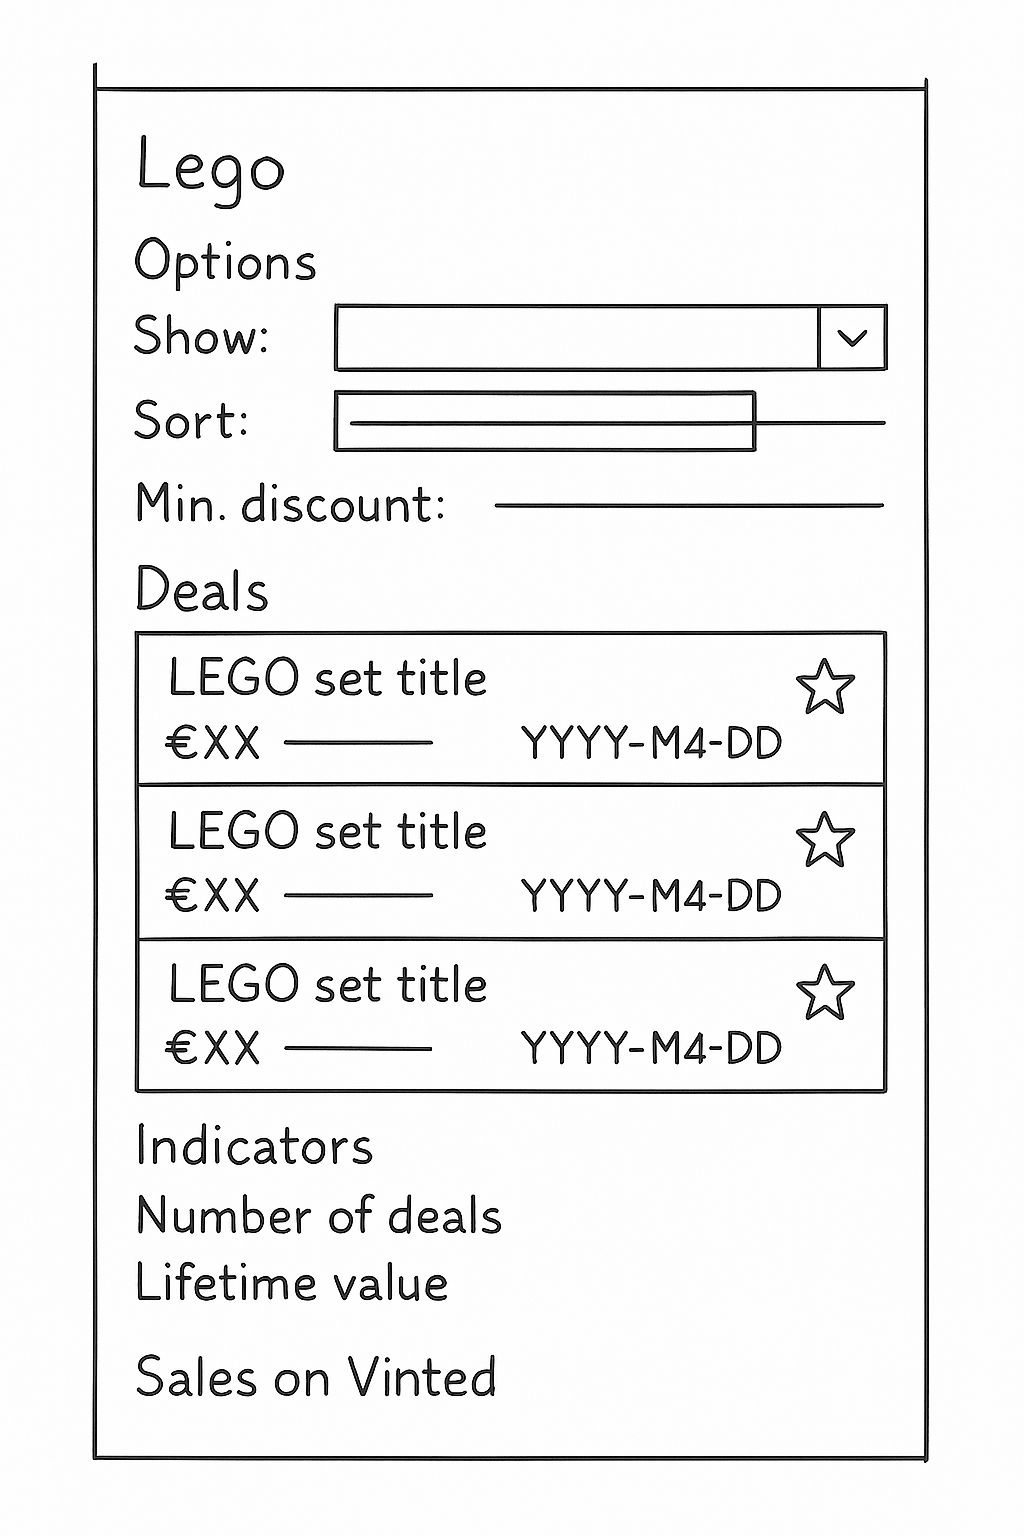 Lego
Options
Show:
Sort:
Min. discount:
Deals
LEGO set title
€XX YYYY-M4-DD
LEGO set title
€XX YYYY-M4-DD
LEGO set title
€XX YYYY-M4-DD
Indicators
Number of deals
Lifetime value
Sales on Vinted